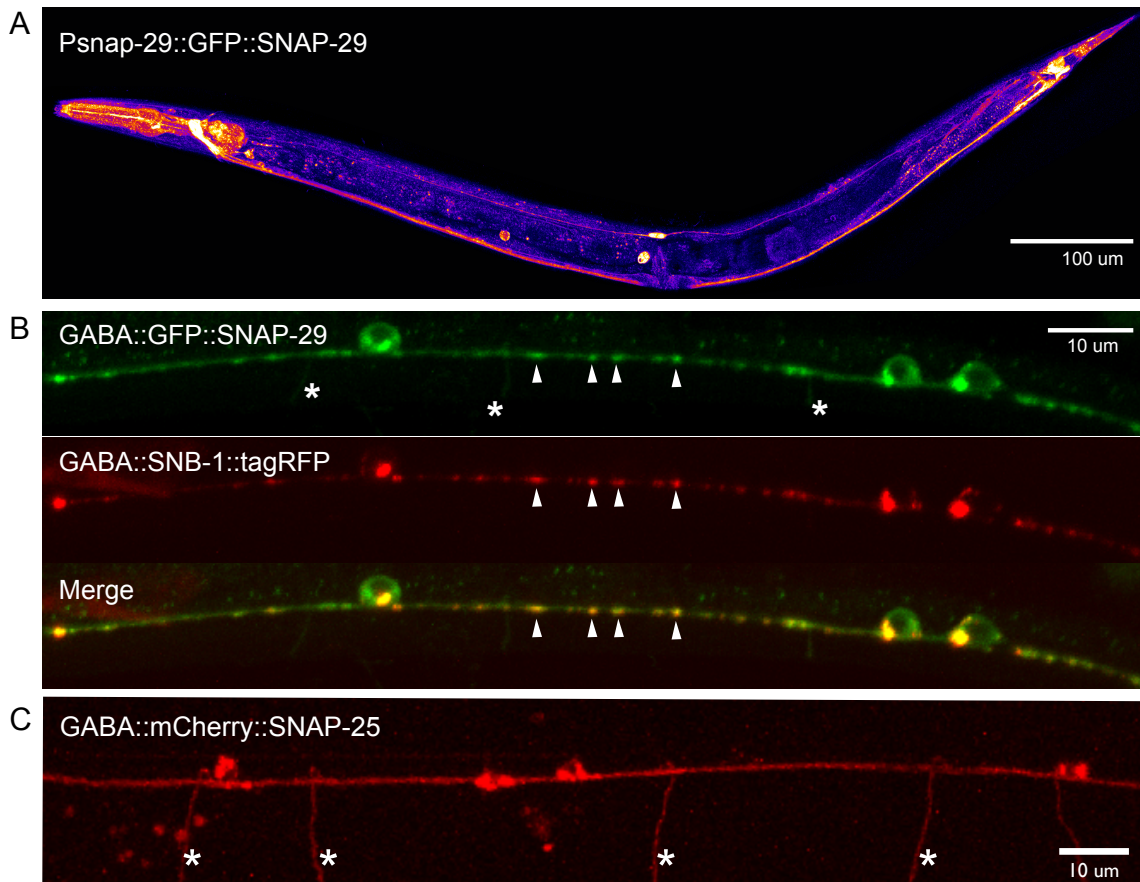 A
Psnap-29::GFP::SNAP-29
100 um
B
GABA::GFP::SNAP-29
10 um
* * *
GABA::SNB-1::tagRFP
Merge
C
GABA::mCherry::SNAP-25
* * * *
10 um